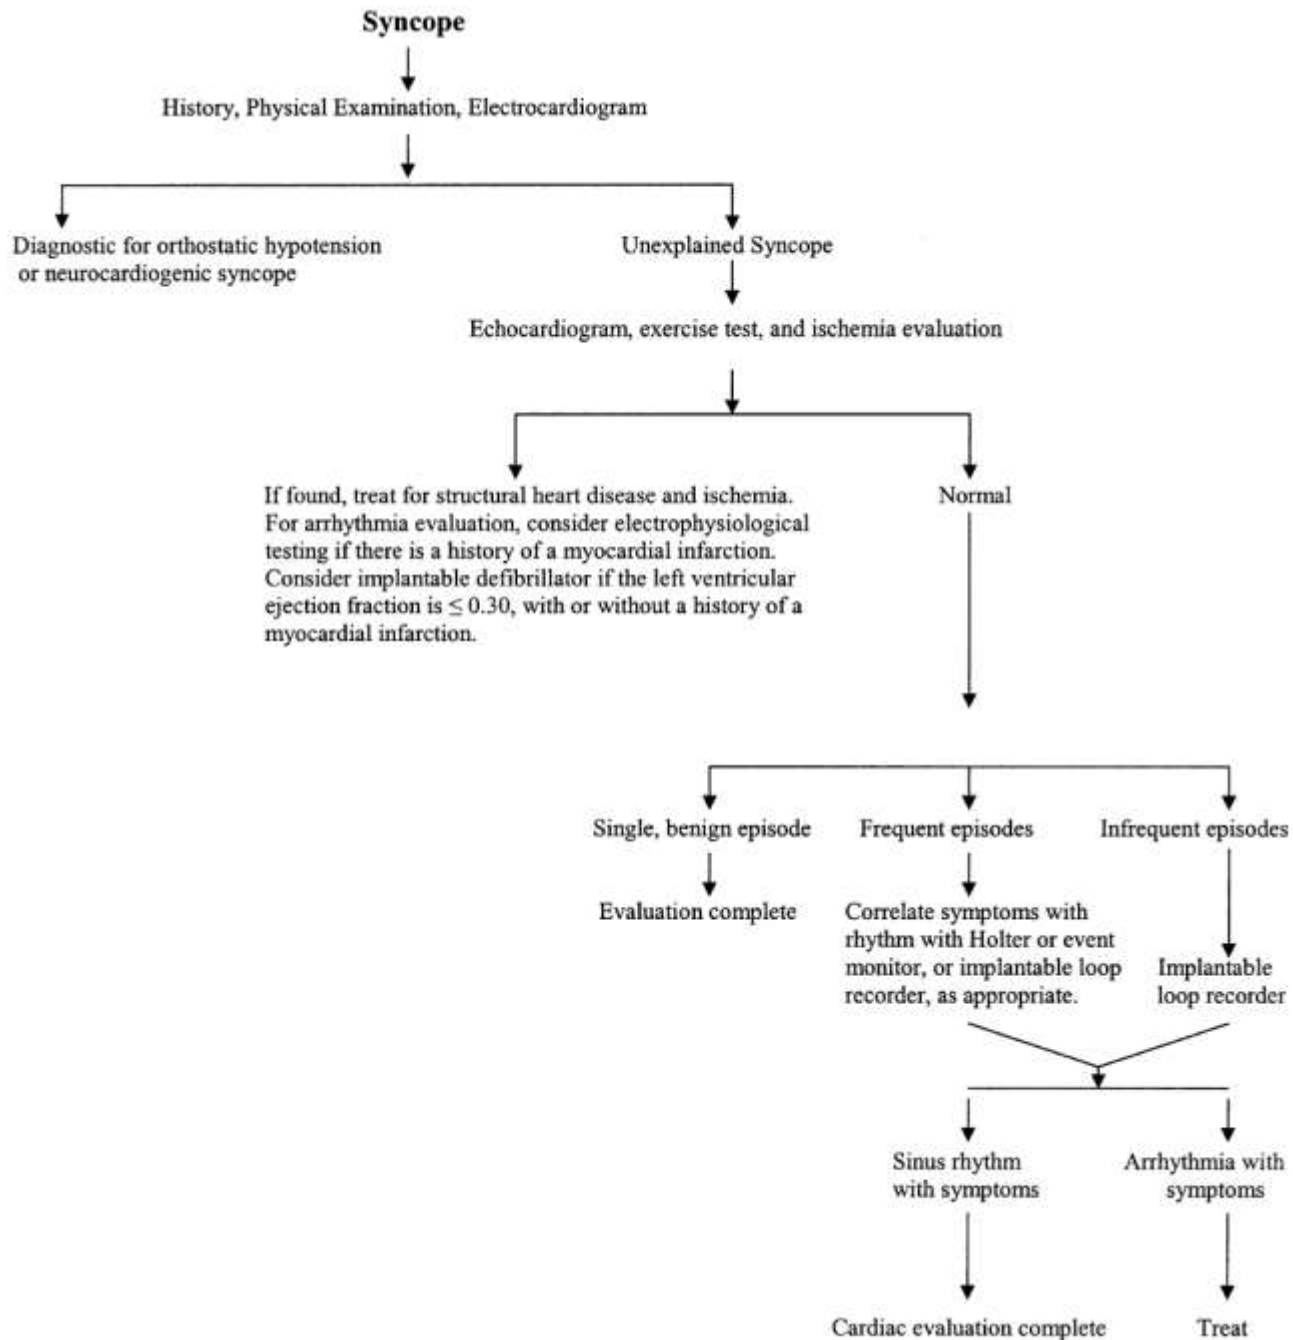 Syncope
History, Physical Examination, Electrocardiogram
Diagnostic for orthostatic hypotension
or neurocardiogenic syncope
Unexplained Syncope
Echocardiogram, exercise test, and ischemia evaluation
If found, treat for structural heart disease and ischemia.
For arrhythmia evaluation, consider electrophysiological
testing if there is a history of a myocardial infarction.
Consider implantable defibrillator if the left ventricular
ejection fraction is ≤ 0.30, with or without a history of a
myocardial infarction.
Normal
Single, benign episode
Frequent episodes
Infrequent episodes
Evaluation complete
Correlate symptoms with
rhythm with Holter or event
monitor, or implantable loop
recorder, as appropriate.
Implantable
loop recorder
Sinus rhythm
with symptoms
Arrhythmia with
symptoms
Cardiac evaluation complete
Treat